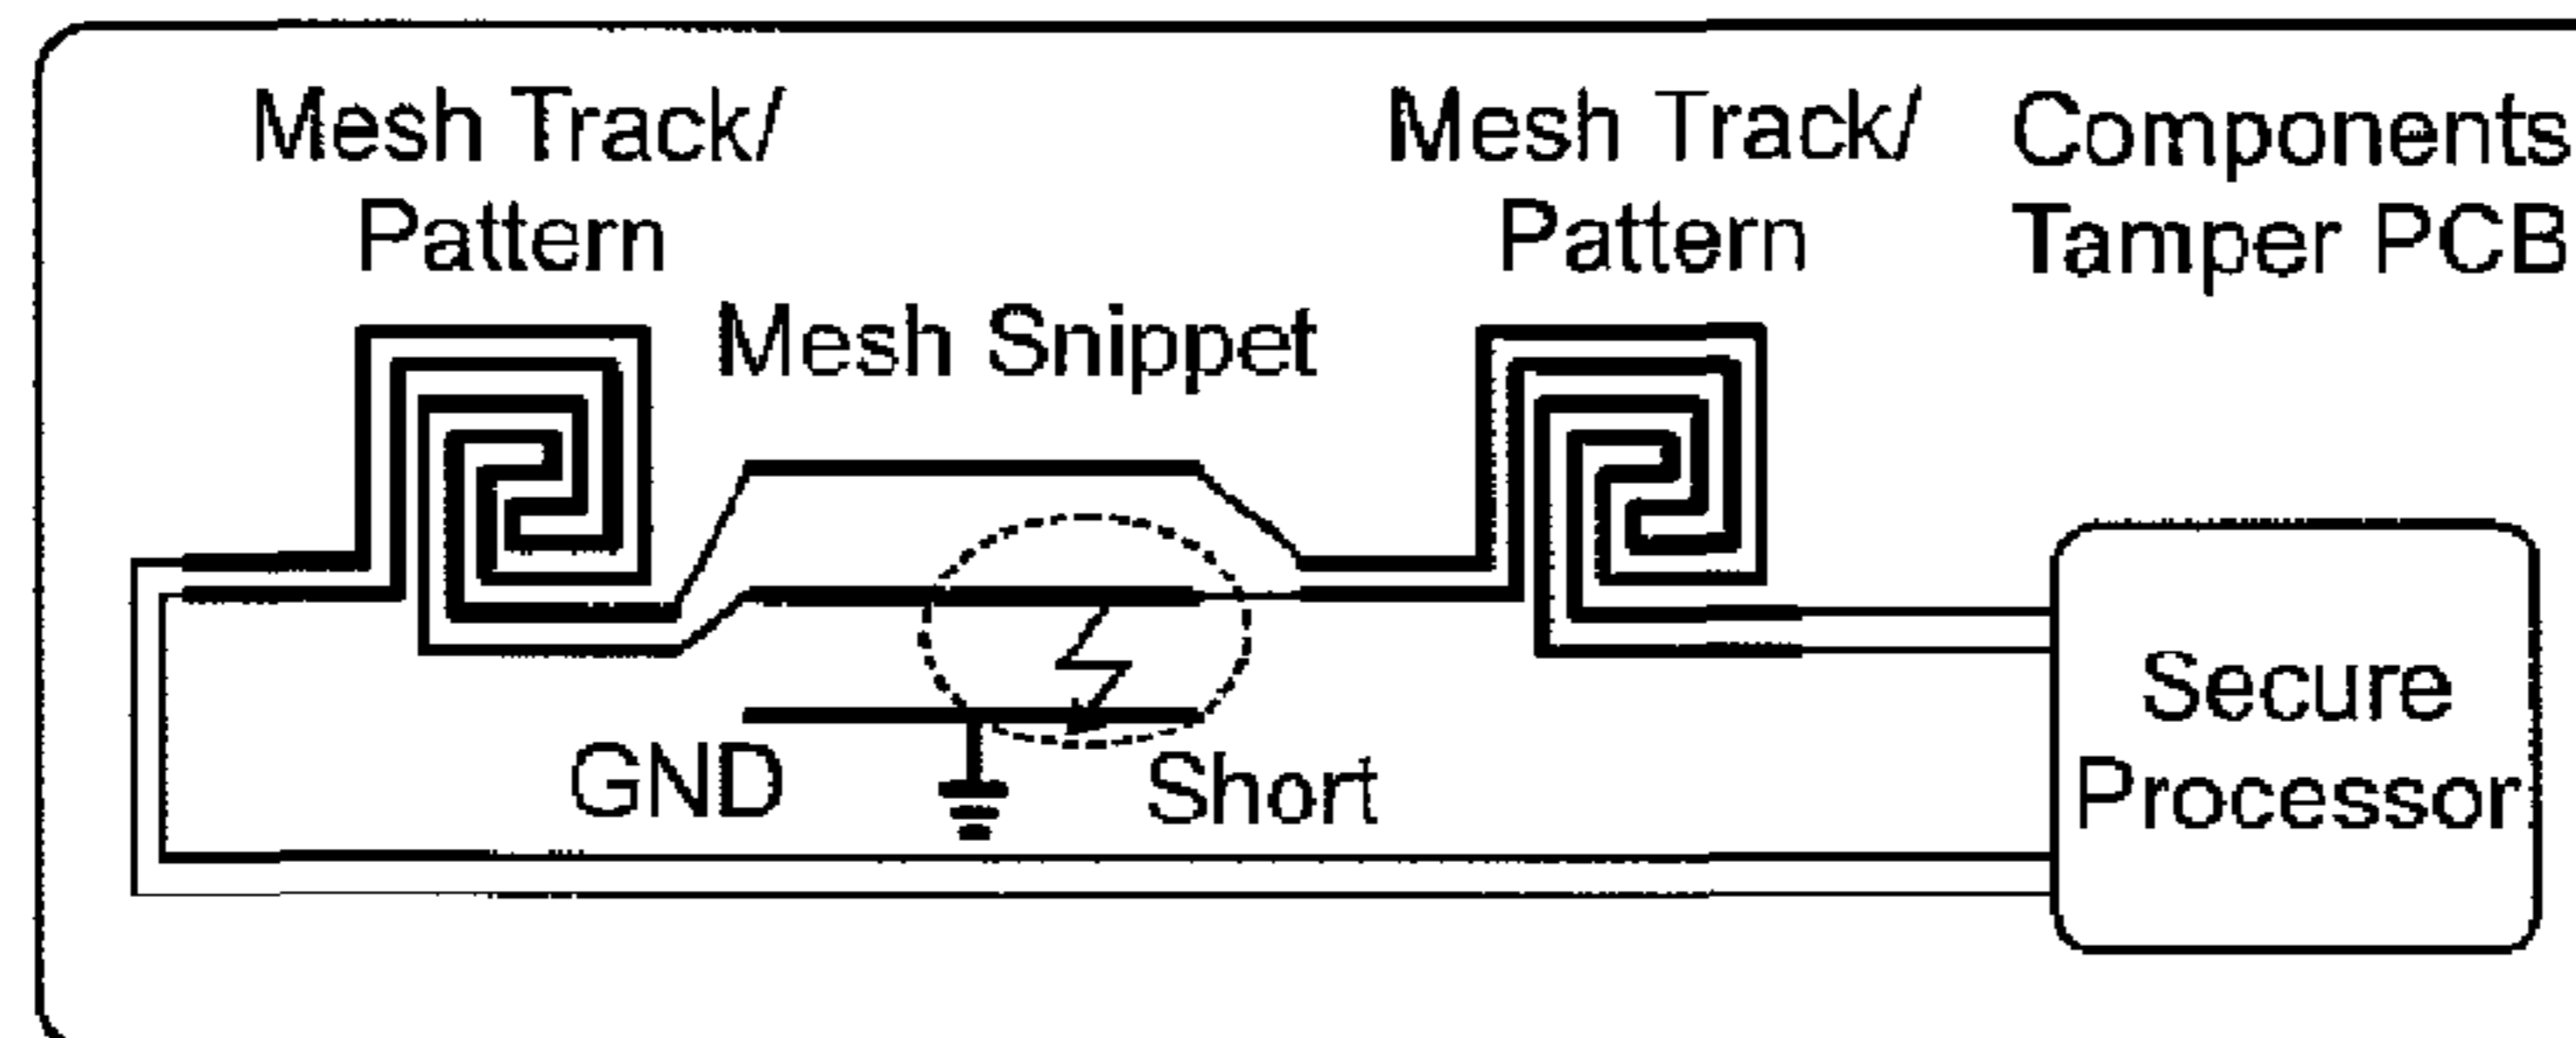 Mesh Track/
Pattern
Mesh Track/
Pattern
Components
Tamper PCB
Mesh Snippet
GND
Short
Secure
Processor